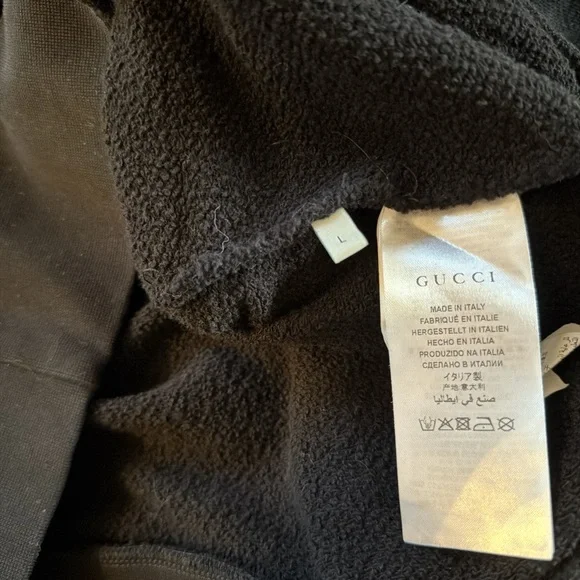 L
GUCCI
MADE IN ITALY
FABRIQUÉ EN ITALIE
HERGESTELLT IN ITALIEN
HECHO EN ITALIA
PRODUZIDO NA ITALIA
СДЕЛАНО В ИТАЛИИ
イタリア製
产地:意大利
صنع في إيطاليا